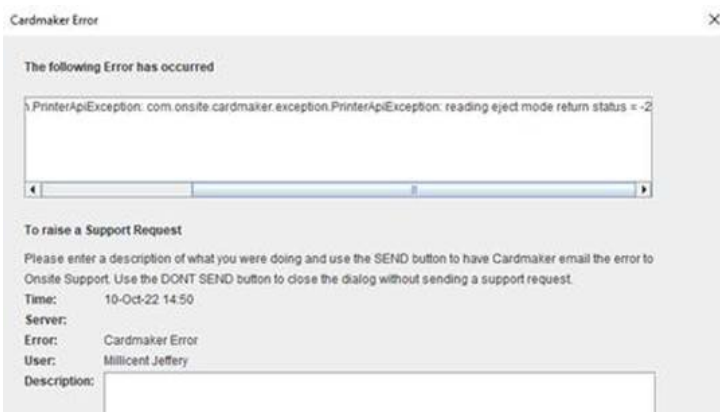 Cardmaker Error
The following Error has occurred
.PrinterApiException: com.onsite.cardmaker.exception.PrinterApiException: reading eject mode return status = -2
To raise a Support Request
Please enter a description of what you were doing and use the SEND button to have Cardmaker email the error to
Onsite Support. Use the DONT SEND button to close the dialog without sending a support request.
Time: 10-Oct-22 14:50
Server:
Error: Cardmaker Error
User: Millicent Jeffery
Description: